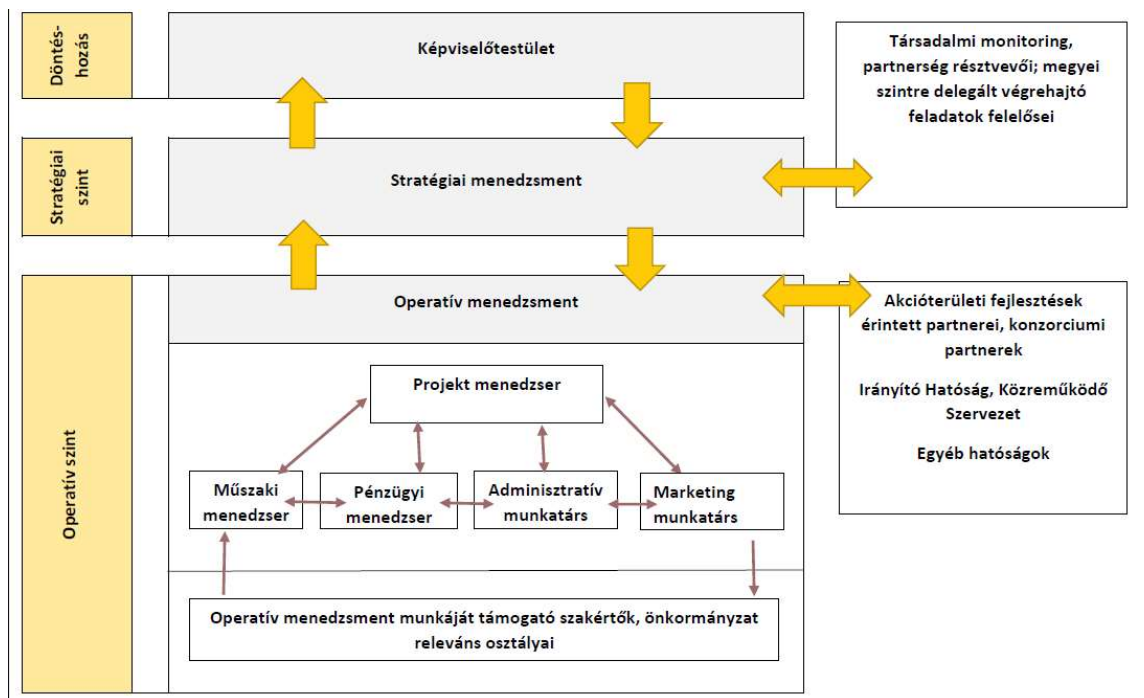 Döntés-
hozás
Képviselőtestület
Társadalmi monitoring,
partnerség résztvevői; megyei
szintre delegált végrehajtó
feladatok felelősei
Stratégiai
szint
Stratégiai menedzsment
Operatív szint
Operatív menedzsment
Akcióterületi fejlesztések
érintett partnerei, konzorciumi
partnerek
Irányító Hatóság, Közreműködő
Szervezet
Egyéb hatóságok
Projekt menedzser
Műszaki
menedzser
Pénzügyi
menedzser
Adminisztratív
munkatárs
Marketing
munkatárs
Operatív menedzsment munkáját támogató szakértők, önkormányzat
releváns osztályai